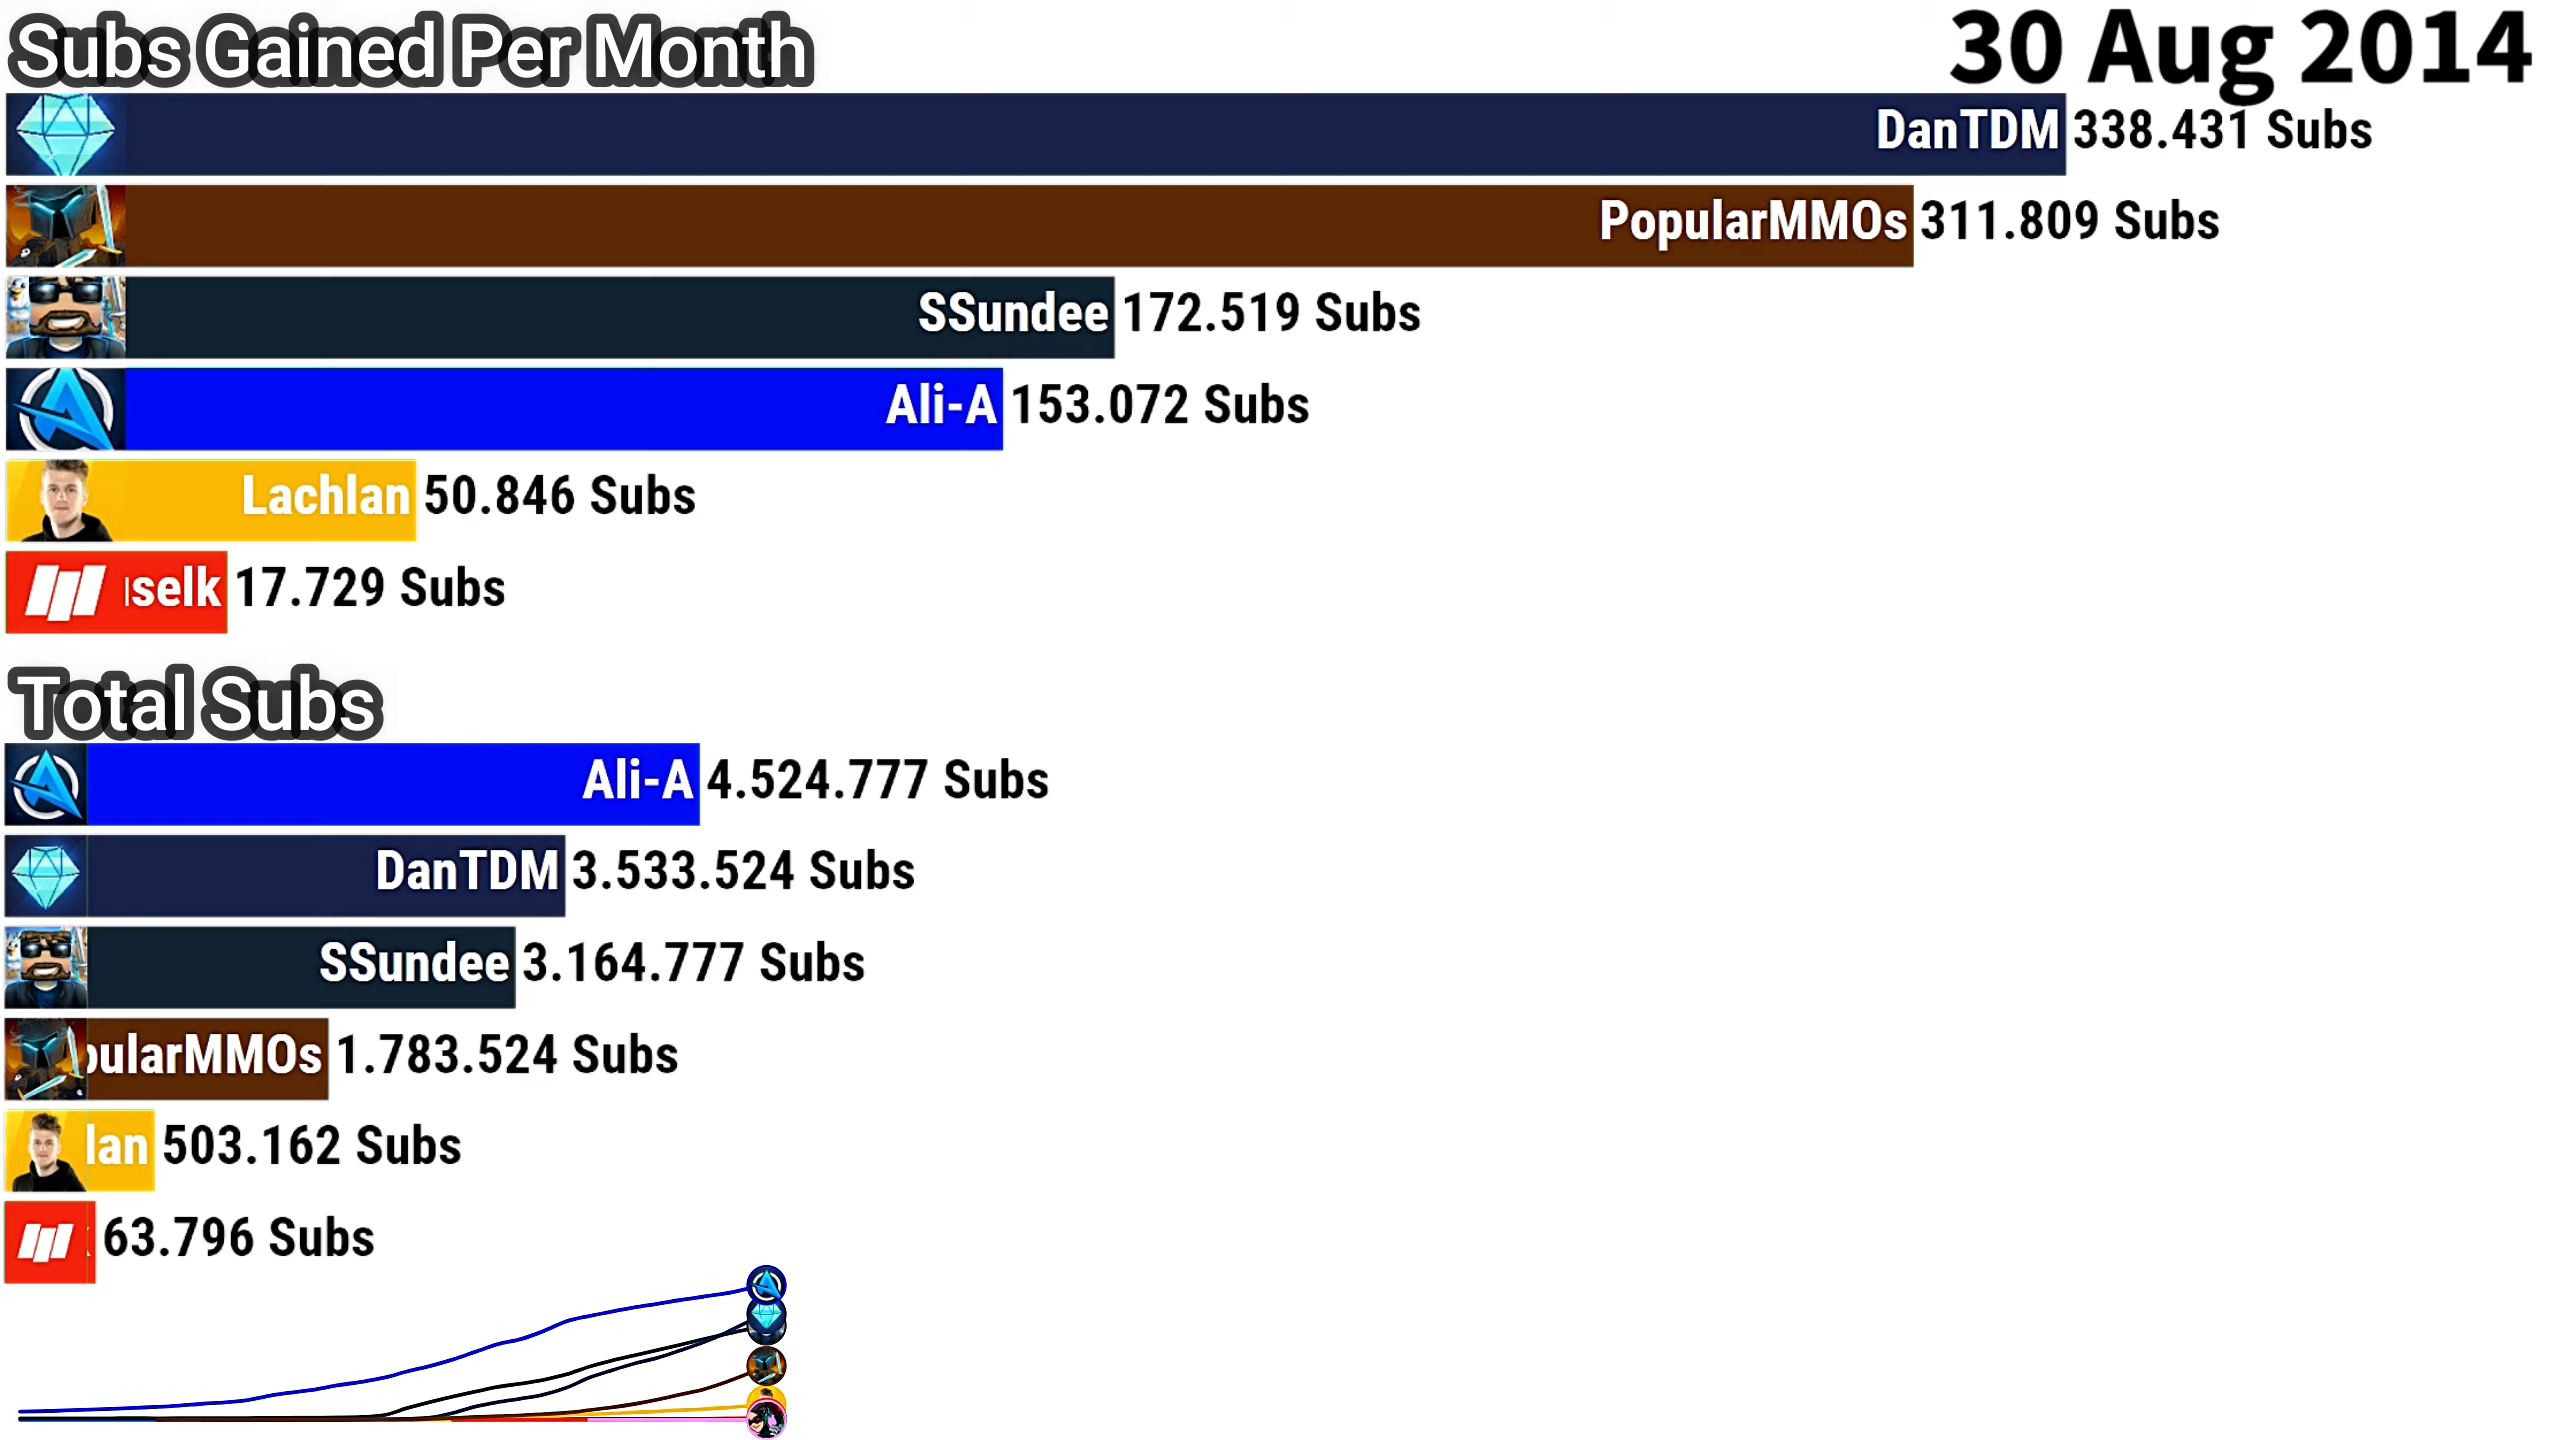 Subs Gained Per Month
30 Aug 2014
DanTDM 338.431 Subs
PopularMMOs 311.809 Subs
SSundee 172.519 Subs
Ali-A 153.072 Subs
Lachlan 50.846 Subs
selk 17.729 Subs
Total Subs
Ali-A 4.524.777 Subs
DanTDM 3.533.524 Subs
SSundee 3.164.777 Subs
pularMMOs 1.783.524 Subs
lan 503.162 Subs
63.796 Subs